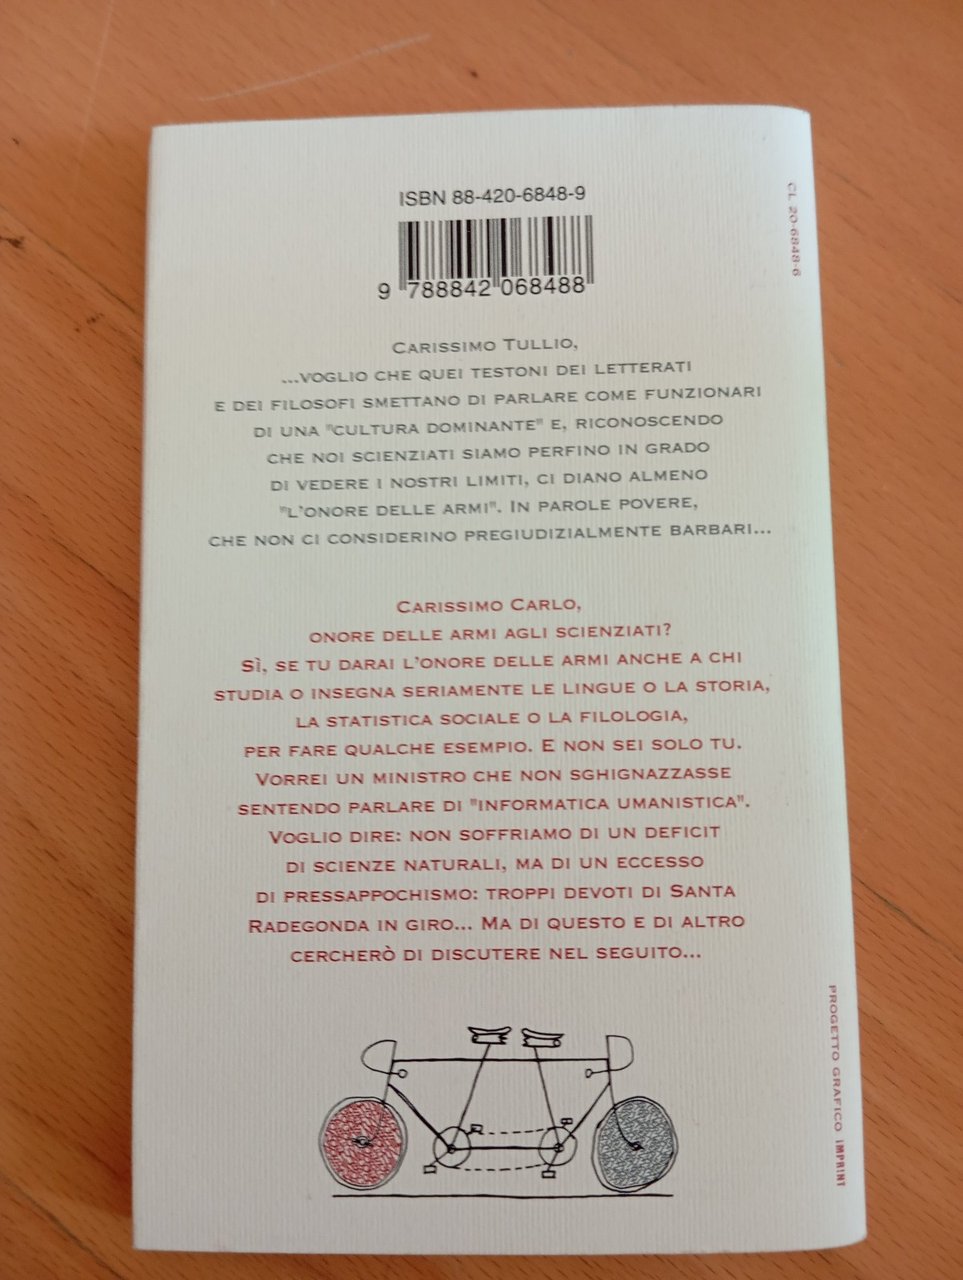 ISBN 88-420-6848-9
9 788842 068488
CL 20-6848-6
CARISSIMO TULLIO,
...VOGLIO CHE QUEI TESTONI DEI LETTERATI
E DEI FILOSOFI SMETTANO DI PARLARE COME FUNZIONARI
DI UNA "CULTURA DOMINANTE" E, RICONOSCENDO
CHE NOI SCIENZIATI SIAMO PERFINO IN GRADO
DI VEDERE I NOSTRI LIMITI, CI DIANO ALMENO
"L'ONORE DELLE ARMI". IN PAROLE POVERE,
CHE NON CI CONSIDERINO PREGIUDIZIALMENTE BARBARI...
CARISSIMO CARLO,
ONORE DELLE ARMI AGLI SCIENZIATI?
SÌ, SE TU DARAI L'ONORE DELLE ARMI ANCHE A CHI
STUDIA O INSEGNA SERIAMENTE LE LINGUE O LA STORIA,
LA STATISTICA SOCIALE O LA FILOLOGIA,
PER FARE QUALCHE ESEMPIO. E NON SEI SOLO TU.
VORREI UN MINISTRO CHE NON SGHIGNAZZASSE
SENTENDO PARLARE DI "INFORMATICA UMANISTICA".
VOGLIO DIRE: NON SOFFRIAMO DI UN DEFICIT
DI SCIENZE NATURALI, MA DI UN ECCESSO
DI PRESSAPPOCHISMO: TROPPI DEVOTI DI SANTA
RADEGONDA IN GIRO... MA DI QUESTO E DI ALTRO
CERCHERÒ DI DISCUTERE NEL SEGUITO...
PROGETTO GRAFICO IMPRINT